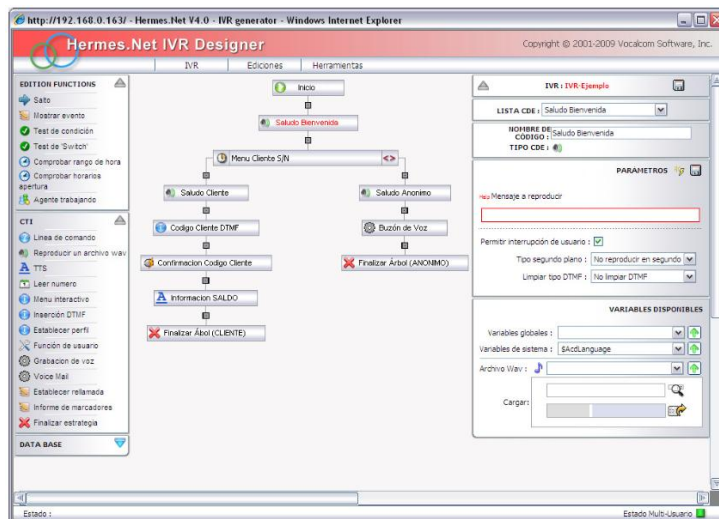 http://192.168.0.163/ - Hermes.Net V4.0 - IVR generator - Windows Internet Explorer
Hermes.Net IVR Designer
Copyright © 2001-2009 Vocalcom Software, Inc.
IVR
Ediciones
Herramentas
EDITION FUNCTIONS
Salto
Mostrar evento
Test de condición
Test de 'Switch'
Comprobar rango de hora
Comprobar horarios
apertura
Agente trabajando
CTI
Linea de comando
Reproducir un archivo wav
TTS
Leer numero
Menu interactivo
Inserción DTMF
Establecer perfil
Función de usuario
Grabacion de voz
Voice Mail
Establecer rellamada
Informe de marcadores
Finalizar estrategia
DATA BASE
Inicio
Saludo Bienvenida
Menu Cliente S/N
Saludo Cliente
Saludo Anonimo
Codigo Cliente DTMF
Buzón de Voz
Confirmacion Codigo Cliente
Finalizar Árbol (ANONIMO)
Informacion SALDO
Finalizar Ábol (CLIENTE)
IVR : IVR-Ejemplo
LISTA CDE : Saludo Bienvenida
NOMBRE DE
CÓDIGO : Saludo Bienvenida
TIPO CDE :
PARAMETROS
Mensaje a reproducir
Permitir interrupción de usuario :
Tipo segundo plano : No reproducir en segundo
Limpiar tipo DTMF : No limpiar DTMF
VARIABLES DISPONIBLES
Variables globales :
Variables de sistema : $AcdLanguage
Archivo Wav :
Cargar:
Estado :
Estado Multi-Usuario